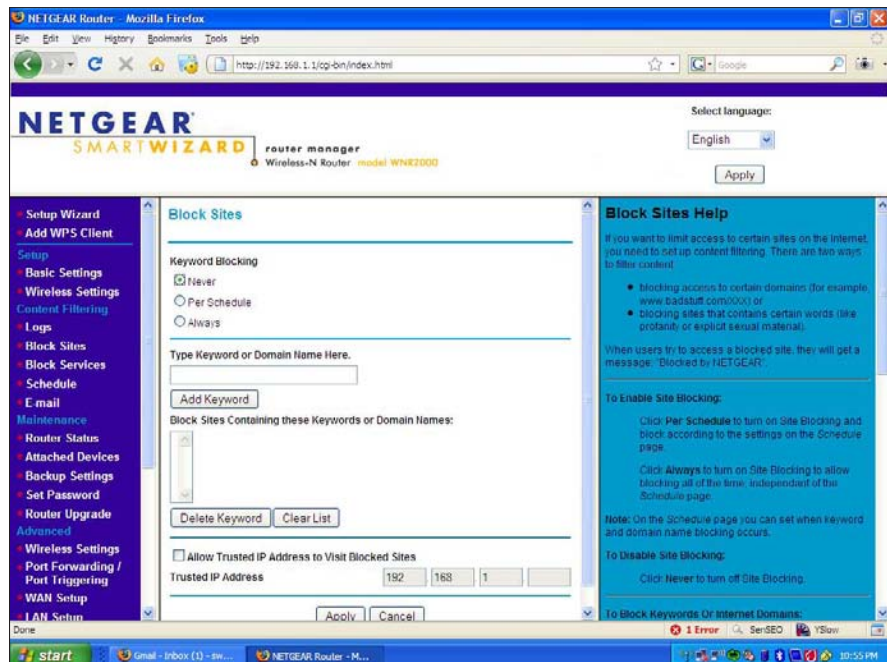 NETGEAR Router - Mozilla Firefox
File Edit View History Bookmarks Tools Help
http://192.168.1.1/cgi-bin/index.html
Google
NETGEAR
SMARTWIZARD router manager
Wireless-N Router model WNR2000
Select language:
English
Apply
Setup Wizard
Add WPS Client
Setup
Basic Settings
Wireless Settings
Content Filtering
Logs
Block Sites
Block Services
Schedule
E-mail
Maintenance
Router Status
Attached Devices
Backup Settings
Set Password
Router Upgrade
Advanced
Wireless Settings
Port Forwarding /
Port Triggering
WAN Setup
LAN Setup
Block Sites
Keyword Blocking
Never
Per Schedule
Always
Type Keyword or Domain Name Here.
Add Keyword
Block Sites Containing these Keywords or Domain Names:
Delete Keyword Clear List
Allow Trusted IP Address to Visit Blocked Sites
Trusted IP Address 192 168 1
Apply Cancel
Block Sites Help
If you want to limit access to certain sites on the Internet,
you need to set up content filtering. There are two ways
to filter content
blocking access to certain domains (for example
www.badstuff.com/XXX) or
blocking sites that contains certain words (like
profanity or explicit sexual material).
When users try to access a blocked site, they will get a
message: "Blocked by NETGEAR".
To Enable Site Blocking:
Click Per Schedule to turn on Site Blocking and
block according to the settings on the Schedule
page.
Click Always to turn on Site Blocking to allow
blocking all of the time, independant of the
Schedule page.
Note: On the Schedule page you can set when keyword
and domain name blocking occurs.
To Disable Site Blocking:
Click Never to turn off Site Blocking.
To Block Keywords Or Internet Domains:
Done
1 Error SenSEO YSlow
start Gmail - Inbox (1) - sw... NETGEAR Router - M... 10:55 PM